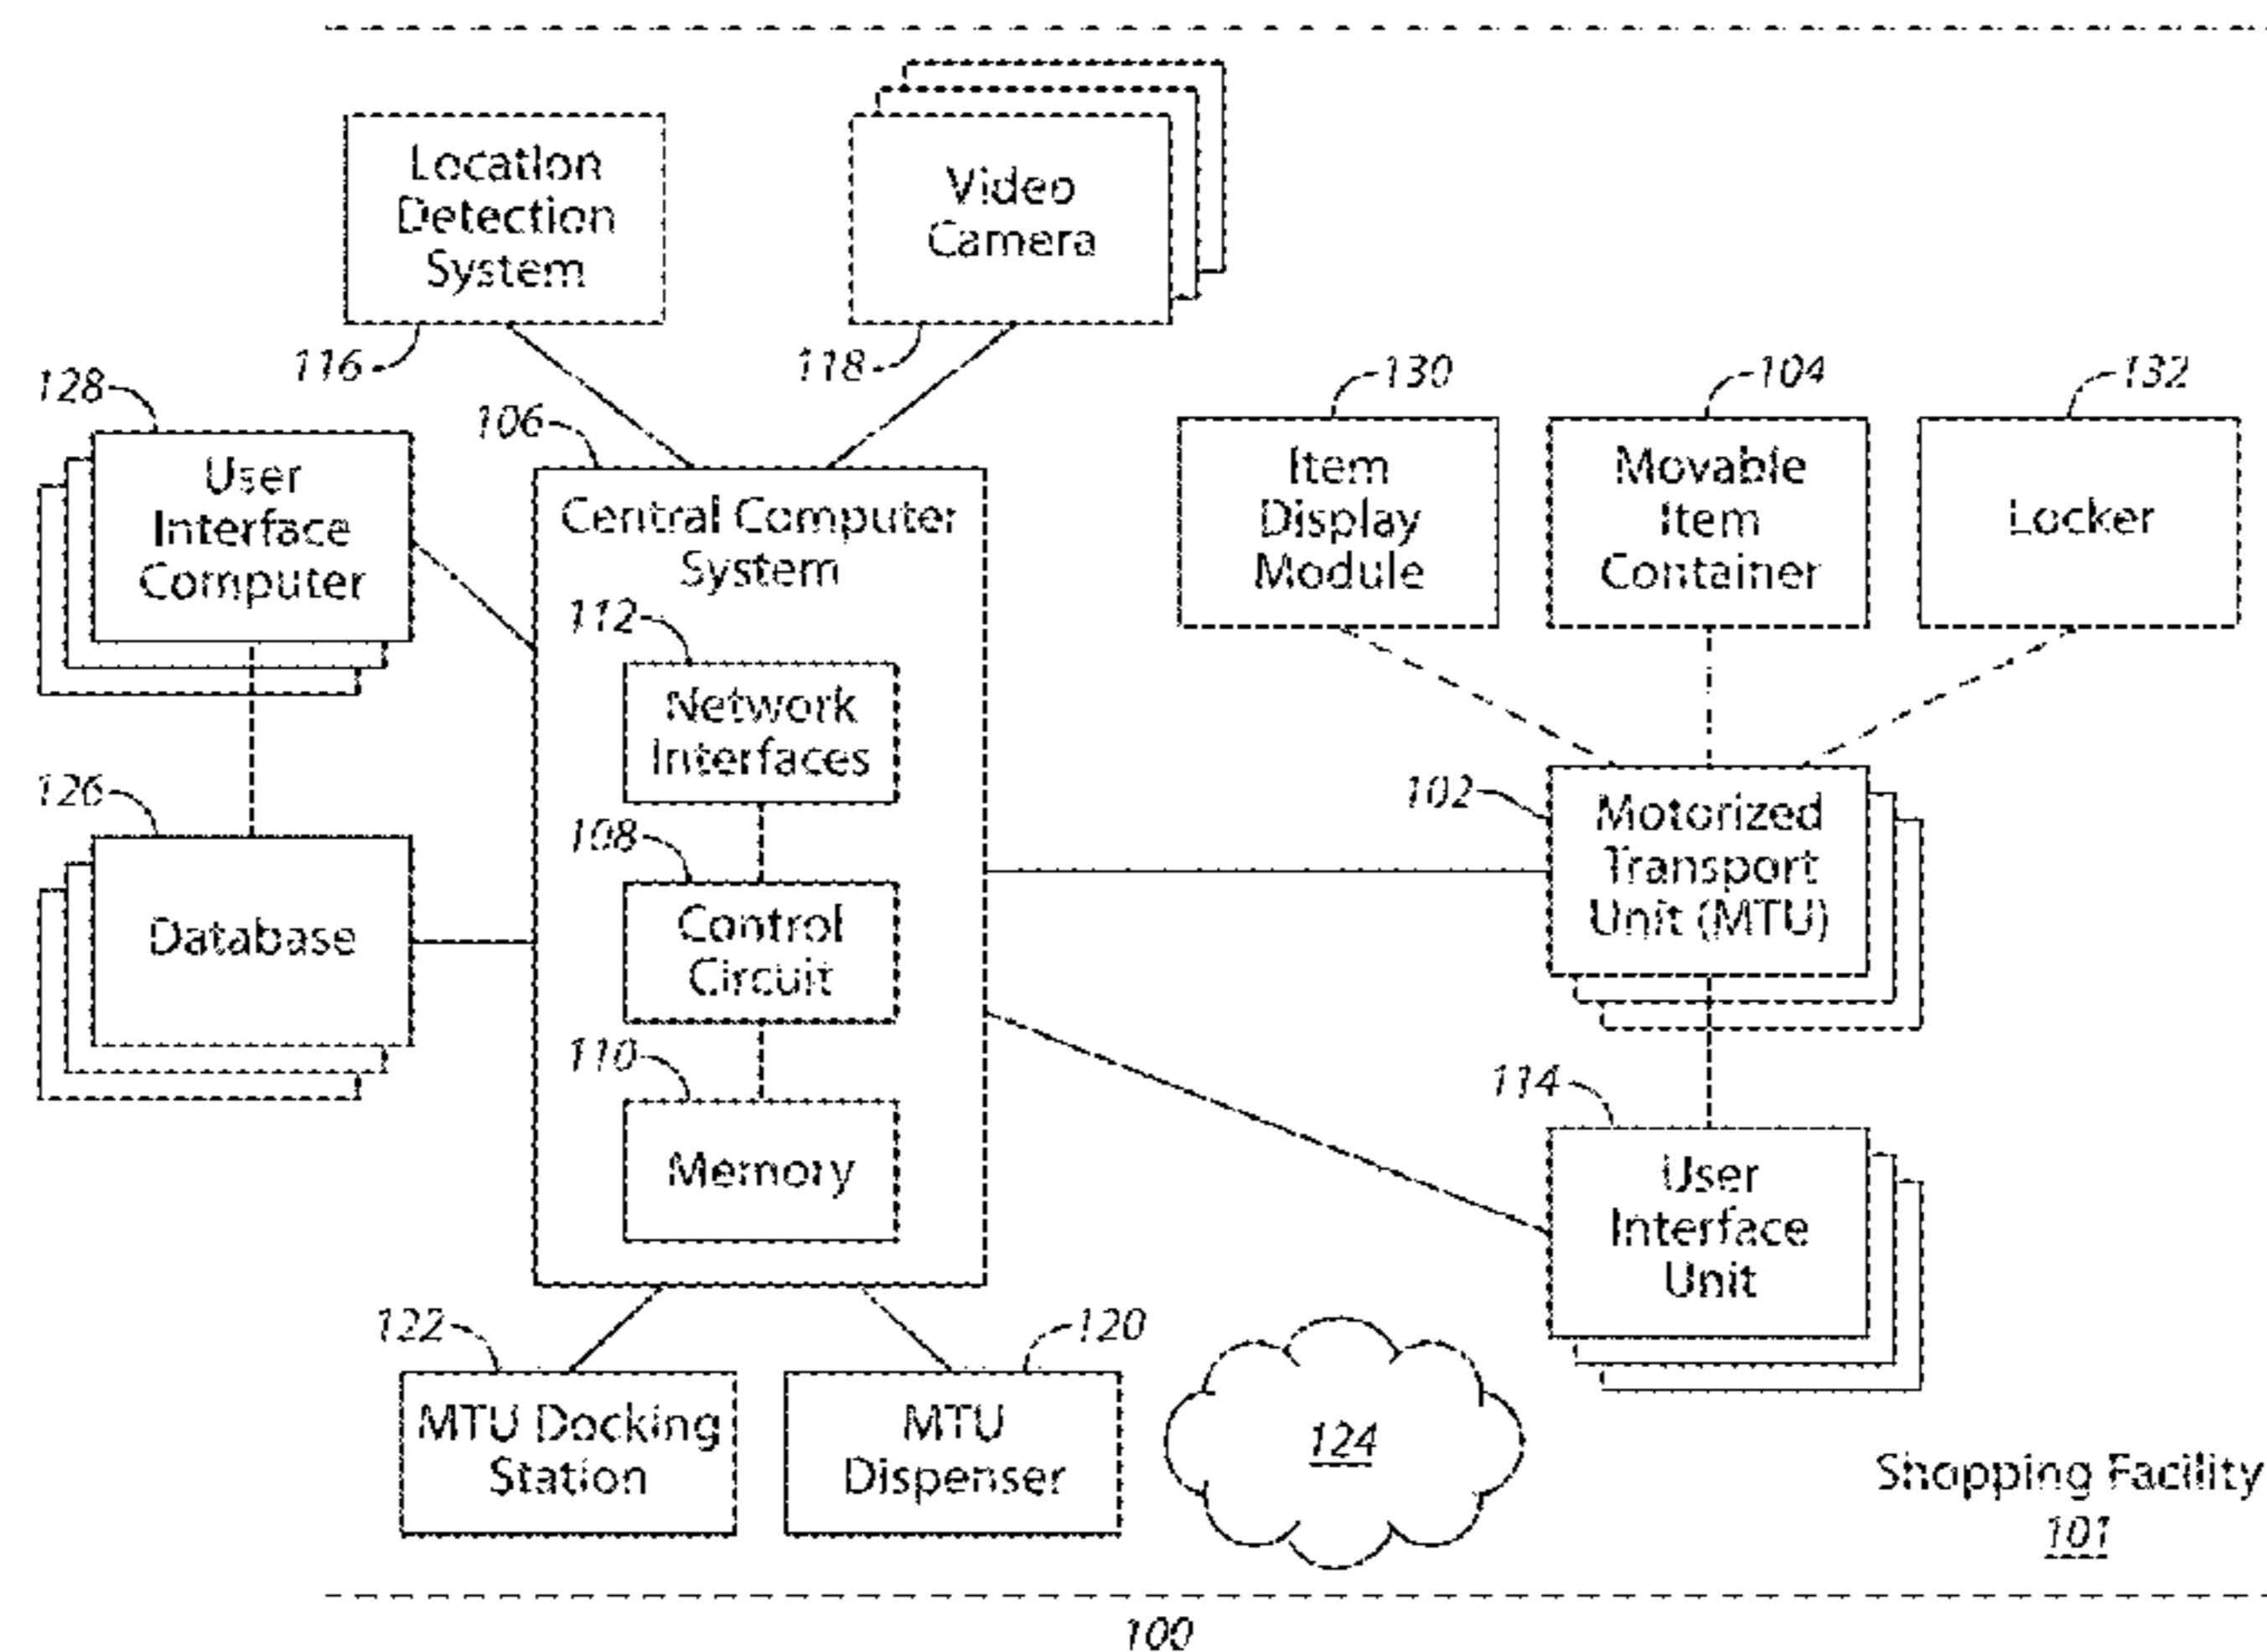 Location
Detection
System
116
Video
Camera
118
128
User
Interface
Computer
106
Central Computer
System
130
Item
Display
Module
104
Movable
Item
Container
132
Locker
112
Network
Interfaces
126
Database
108
Control
Circuit
110
Memory
102
Motorized
Transport
Unit (MTU)
114
User
Interface
Unit
122
MTU Docking
Station
120
MTU
Dispenser
124
Shopping Facility
101
100